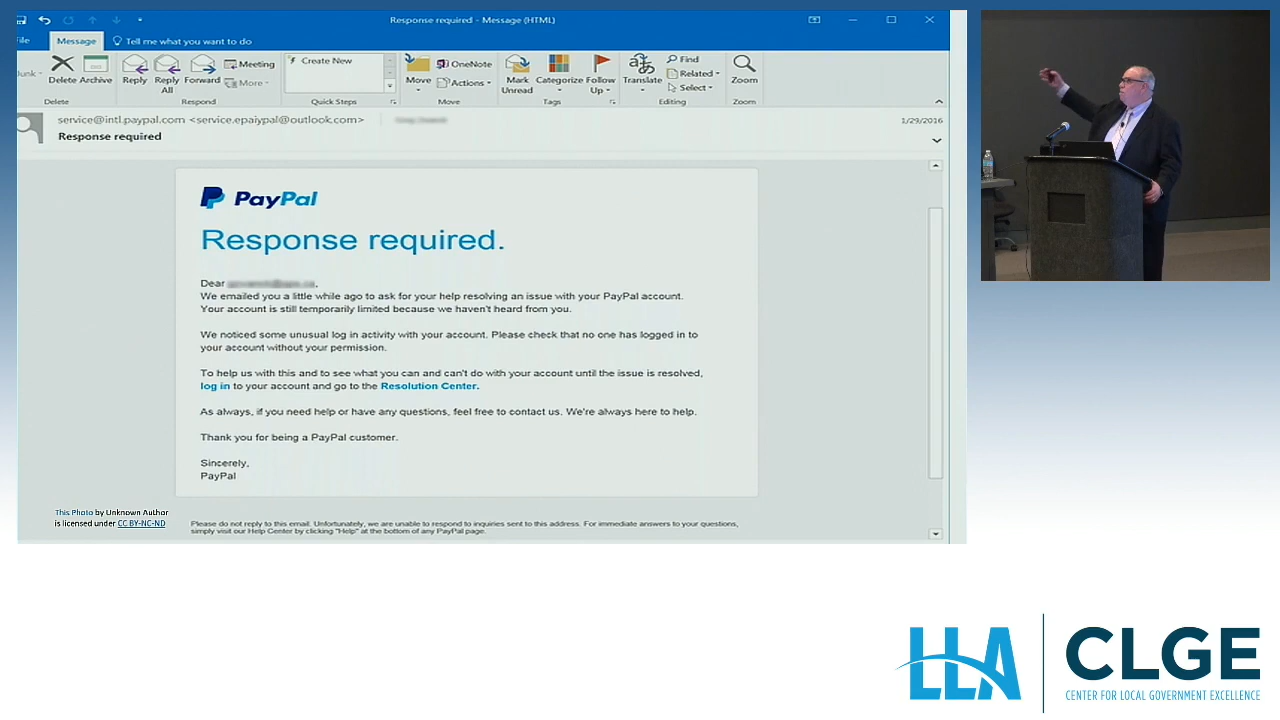 Response required - Message (HTML)
File
Message
Tell me what you want to do
Junk
Delete
Archive
Reply
Reply All
Forward
Meeting
More
Create New
Move
OneNote
Actions
Mark Unread
Categorize
Follow Up
Translate
Find
Related
Select
Zoom
Delete
Respond
Quick Steps
Move
Tags
Editing
Zoom
service@intl.paypal.com <service.epaiypal@outlook.com>
1/29/2016
Response required
PayPal
Response required.
Dear
We emailed you a little while ago to ask for your help resolving an issue with your PayPal account.
Your account is still temporarily limited because we haven't heard from you.
We noticed some unusual log in activity with your account. Please check that no one has logged in to
your account without your permission.
To help us with this and to see what you can and can't do with your account until the issue is resolved,
log in to your account and go to the Resolution Center.
As always, if you need help or have any questions, feel free to contact us. We're always here to help.
Thank you for being a PayPal customer.
Sincerely,
PayPal
This Photo by Unknown Author
is licensed under CC BY-NC-ND
Please do not reply to this email. Unfortunately, we are unable to respond to inquiries sent to this address. For immediate answers to your questions,
simply visit our Help Center by clicking "Help" at the bottom of any PayPal page.
LLA
CLGE
CENTER FOR LOCAL GOVERNMENT EXCELLENCE